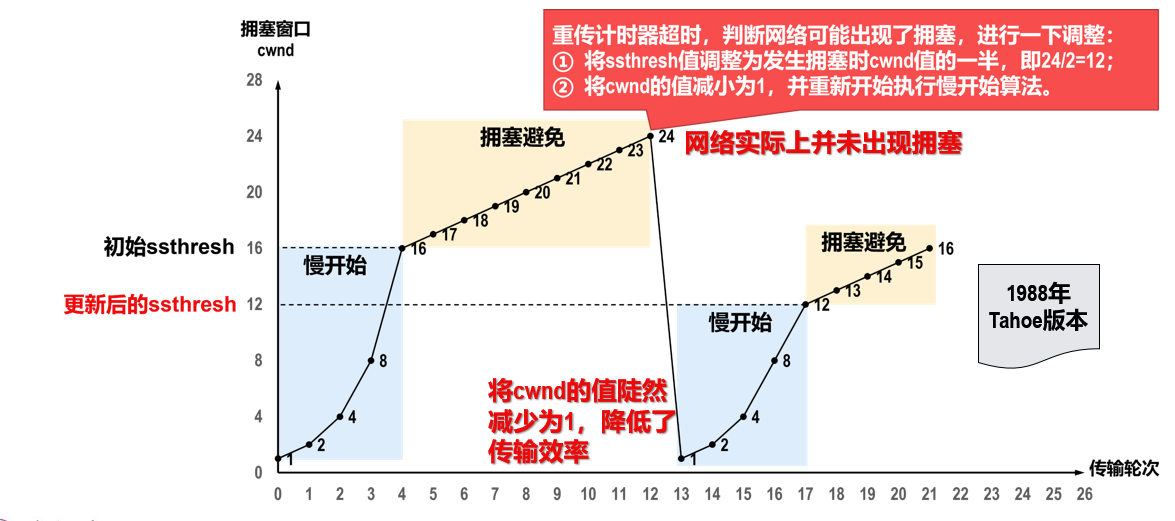 拥塞窗口
cwnd
重传计时器超时，判断网络可能出现了拥塞，进行一下调整：
① 将ssthresh值调整为发生拥塞时cwnd值的一半，即24/2=12；
② 将cwnd的值减小为1，并重新开始执行慢开始算法。
28
24
20
16
12
8
4
0
初始ssthresh
更新后的ssthresh
慢开始
拥塞避免
网络实际上并未出现拥塞
1
2
4
8
16
17
18
19
20
21
22
23
24
将cwnd的值陡然
减少为1，降低了
传输效率
慢开始
拥塞避免
1
2
4
8
12
13
14
15
16
1988年
Tahoe版本
0 1 2 3 4 5 6 7 8 9 10 11 12 13 14 15 16 17 18 19 20 21 22 23 24 25 26
传输轮次